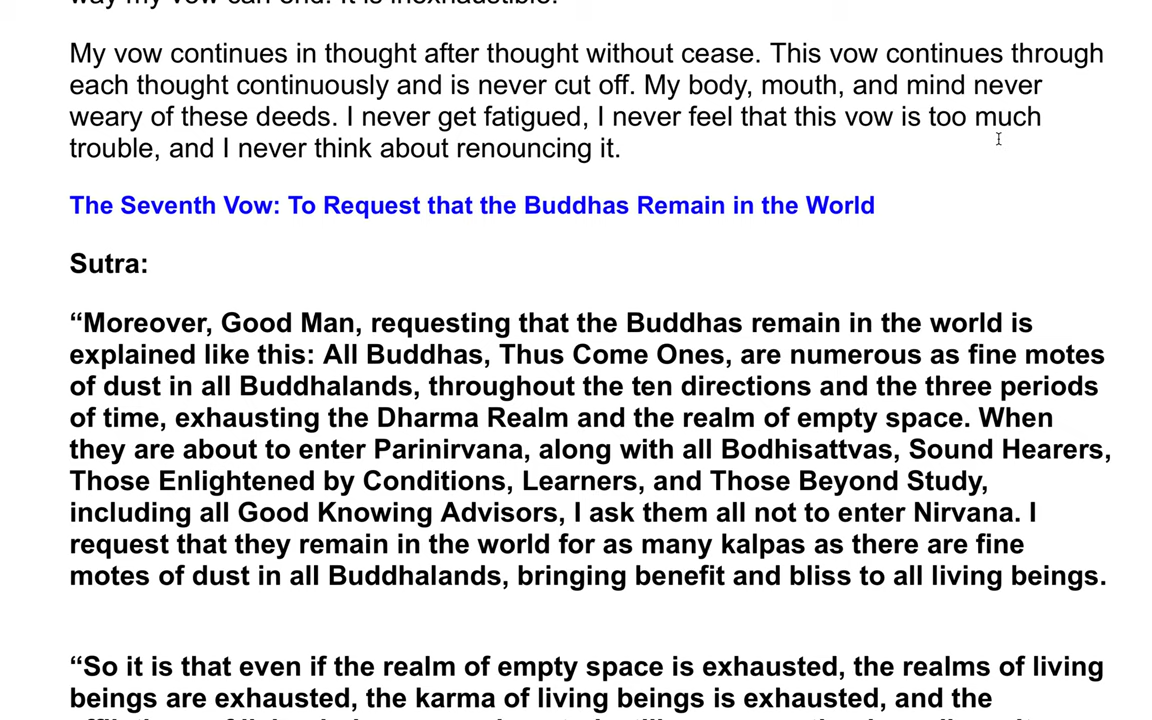 way my vow can end. It is inexhaustible.
My vow continues in thought after thought without cease. This vow continues through
each thought continuously and is never cut off. My body, mouth, and mind never
weary of these deeds. I never get fatigued, I never feel that this vow is too much
trouble, and I never think about renouncing it.
The Seventh Vow: To Request that the Buddhas Remain in the World
Sutra:
“Moreover, Good Man, requesting that the Buddhas remain in the world is
explained like this: All Buddhas, Thus Come Ones, are numerous as fine motes
of dust in all Buddhalands, throughout the ten directions and the three periods
of time, exhausting the Dharma Realm and the realm of empty space. When
they are about to enter Parinirvana, along with all Bodhisattvas, Sound Hearers,
Those Enlightened by Conditions, Learners, and Those Beyond Study,
including all Good Knowing Advisors, I ask them all not to enter Nirvana. I
request that they remain in the world for as many kalpas as there are fine
motes of dust in all Buddhalands, bringing benefit and bliss to all living beings.
“So it is that even if the realm of empty space is exhausted, the realms of living
beings are exhausted, the karma of living beings is exhausted, and the